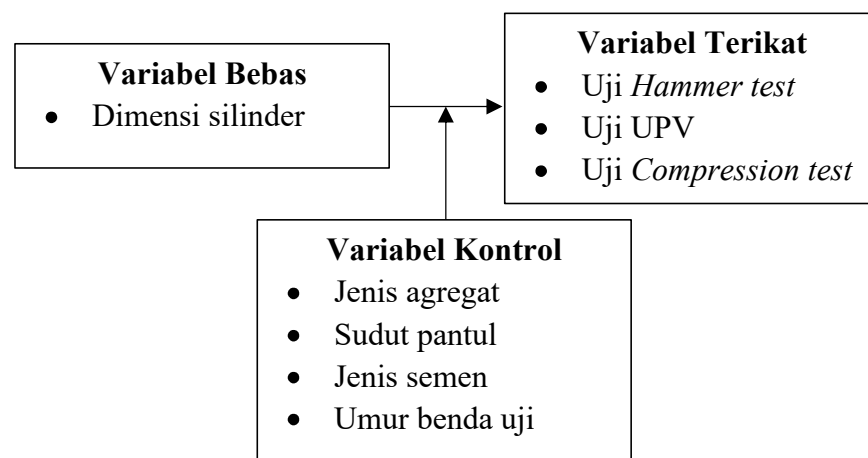 Variabel Bebas
• Dimensi silinder
Variabel Terikat
• Uji Hammer test
• Uji UPV
• Uji Compression test
Variabel Kontrol
• Jenis agregat
• Sudut pantul
• Jenis semen
• Umur benda uji